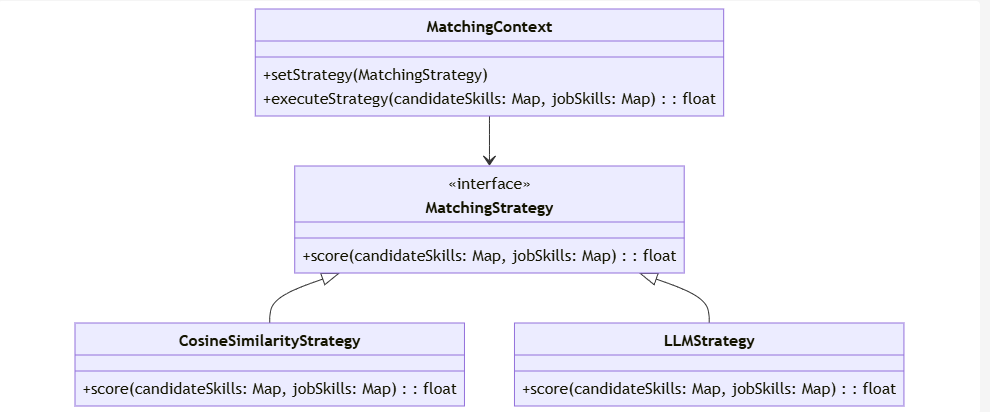 MatchingContext
+setStrategy(MatchingStrategy)
+executeStrategy(candidateSkills: Map, jobSkills: Map) : : float
«interface»
MatchingStrategy
+score(candidateSkills: Map, jobSkills: Map) : : float
CosineSimilarityStrategy
+score(candidateSkills: Map, jobSkills: Map) : : float
LLMStrategy
+score(candidateSkills: Map, jobSkills: Map) : : float